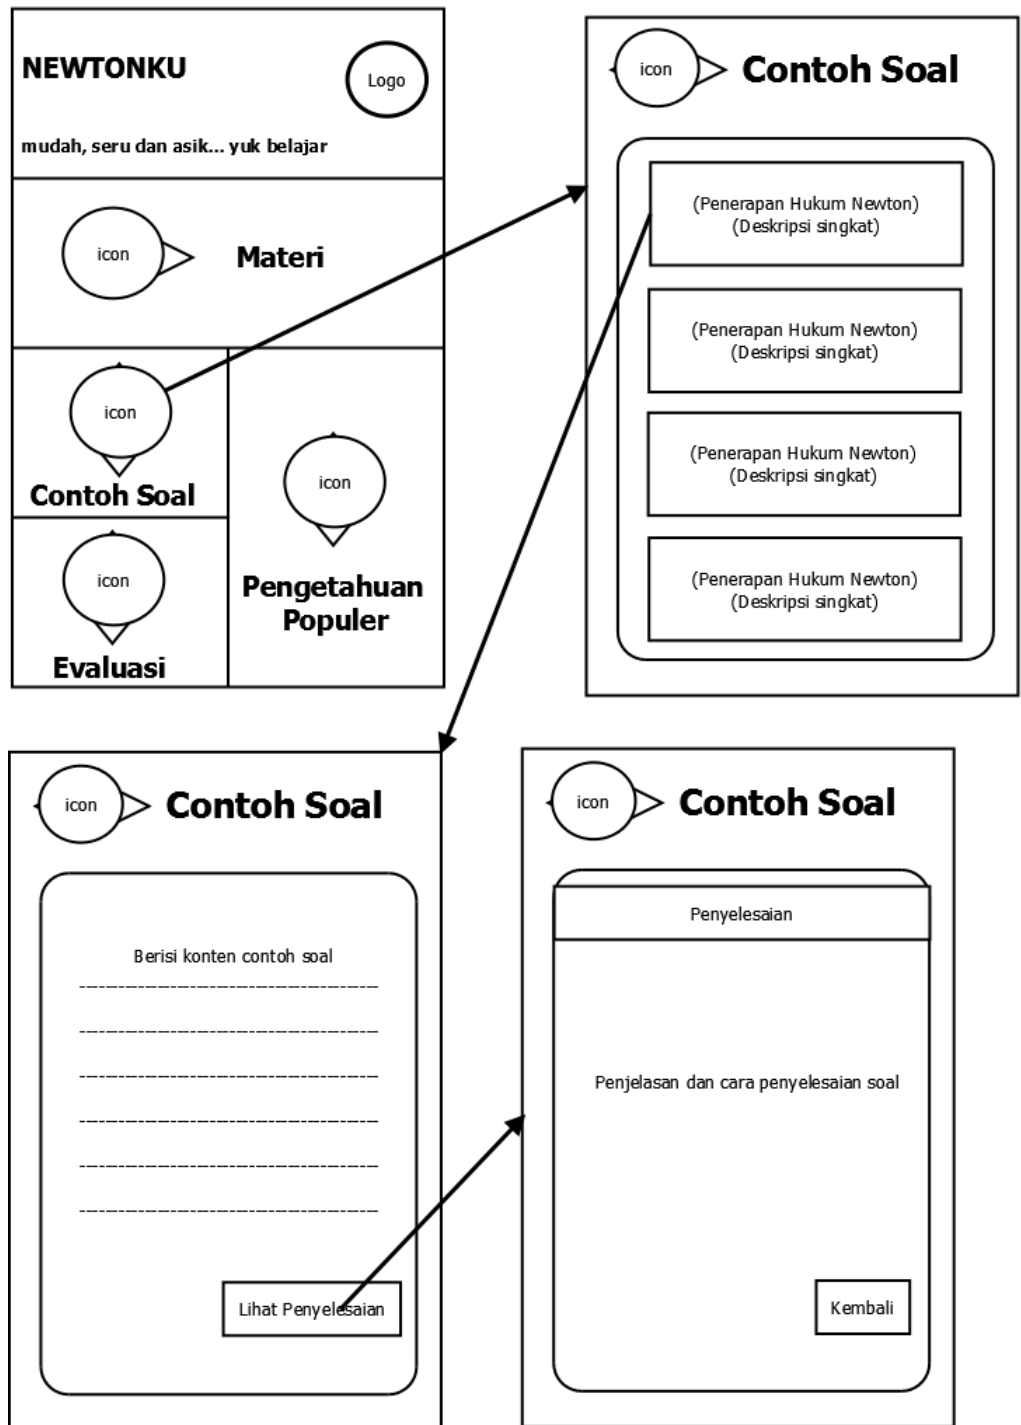 NEWTONKU
Logo
mudah, seru dan asik... yuk belajar
icon
Materi
icon
Contoh Soal
icon
Evaluasi
icon
Pengetahuan
Populer
icon
Contoh Soal
(Penerapan Hukum Newton)
(Deskripsi singkat)
(Penerapan Hukum Newton)
(Deskripsi singkat)
(Penerapan Hukum Newton)
(Deskripsi singkat)
(Penerapan Hukum Newton)
(Deskripsi singkat)
icon
Contoh Soal
Berisi konten contoh soal
Lihat Penyelesaian
icon
Contoh Soal
Penyelesaian
Penjelasan dan cara penyelesaian soal
Kembali